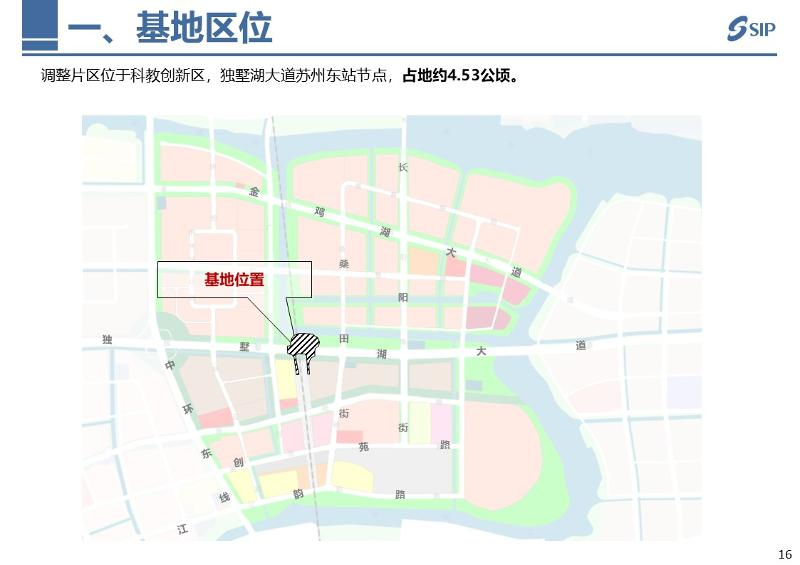 一、基地区位
SIP
调整片区位于科教创新区，独墅湖大道苏州东站节点，占地约4.53公顷。
长
金鸡湖大道
桑
基地位置
阳
独墅湖大道
田
中环东线
街
街
创苑路
江韵路
16